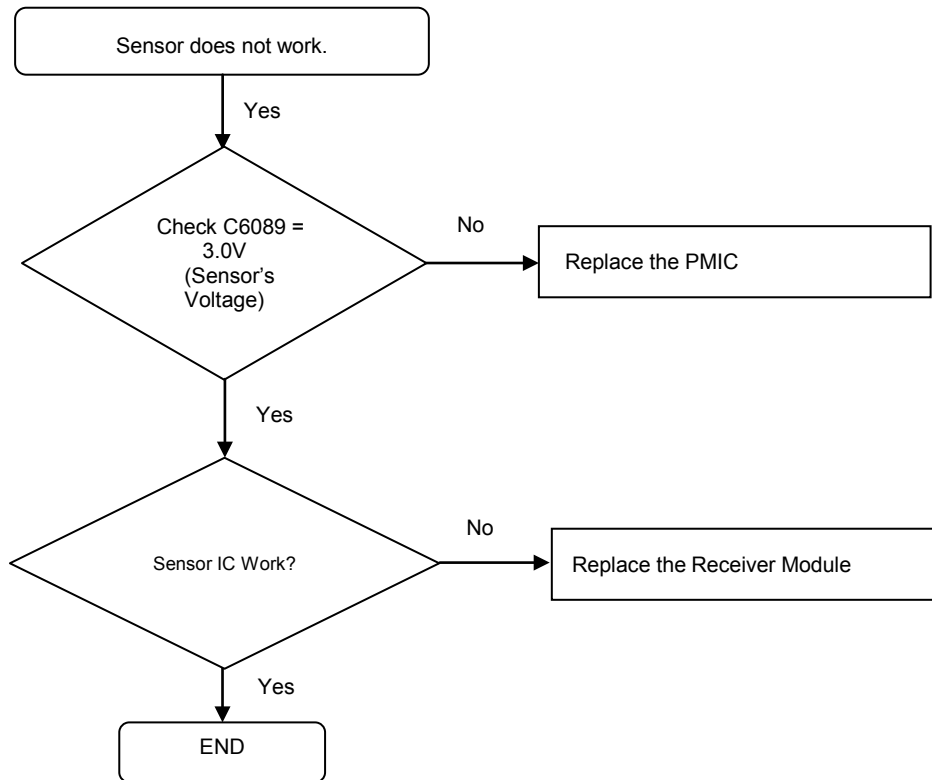 Sensor does not work.
Yes
Check C6089 =
3.0V
(Sensor's
Voltage)
No
Replace the PMIC
Yes
Sensor IC Work?
No
Replace the Receiver Module
Yes
END